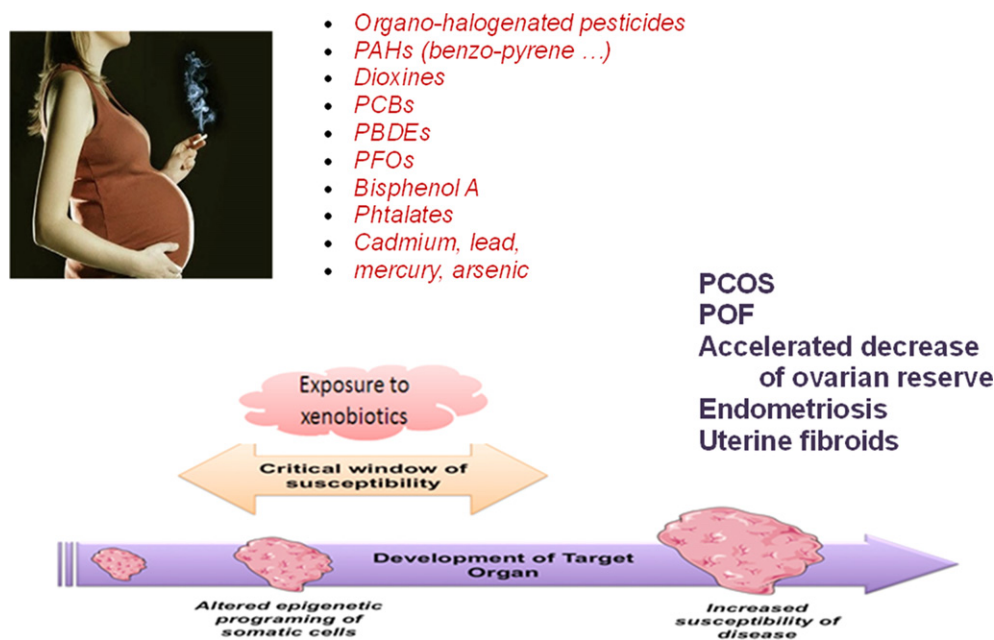 Organo-halogenated pesticides
PAHs (benzo-pyrene ...)
Dioxines
PCBs
PBDEs
PFOs
Bisphenol A
Phtalates
Cadmium, lead,
mercury, arsenic
PCOS
POF
Accelerated decrease
of ovarian reserve
Endometriosis
Uterine fibroids
Exposure to
xenobiotics
Critical window of
susceptibility
Development of Target
Organ
Altered epigenetic
programing of
somatic cells
Increased
susceptibility of
disease